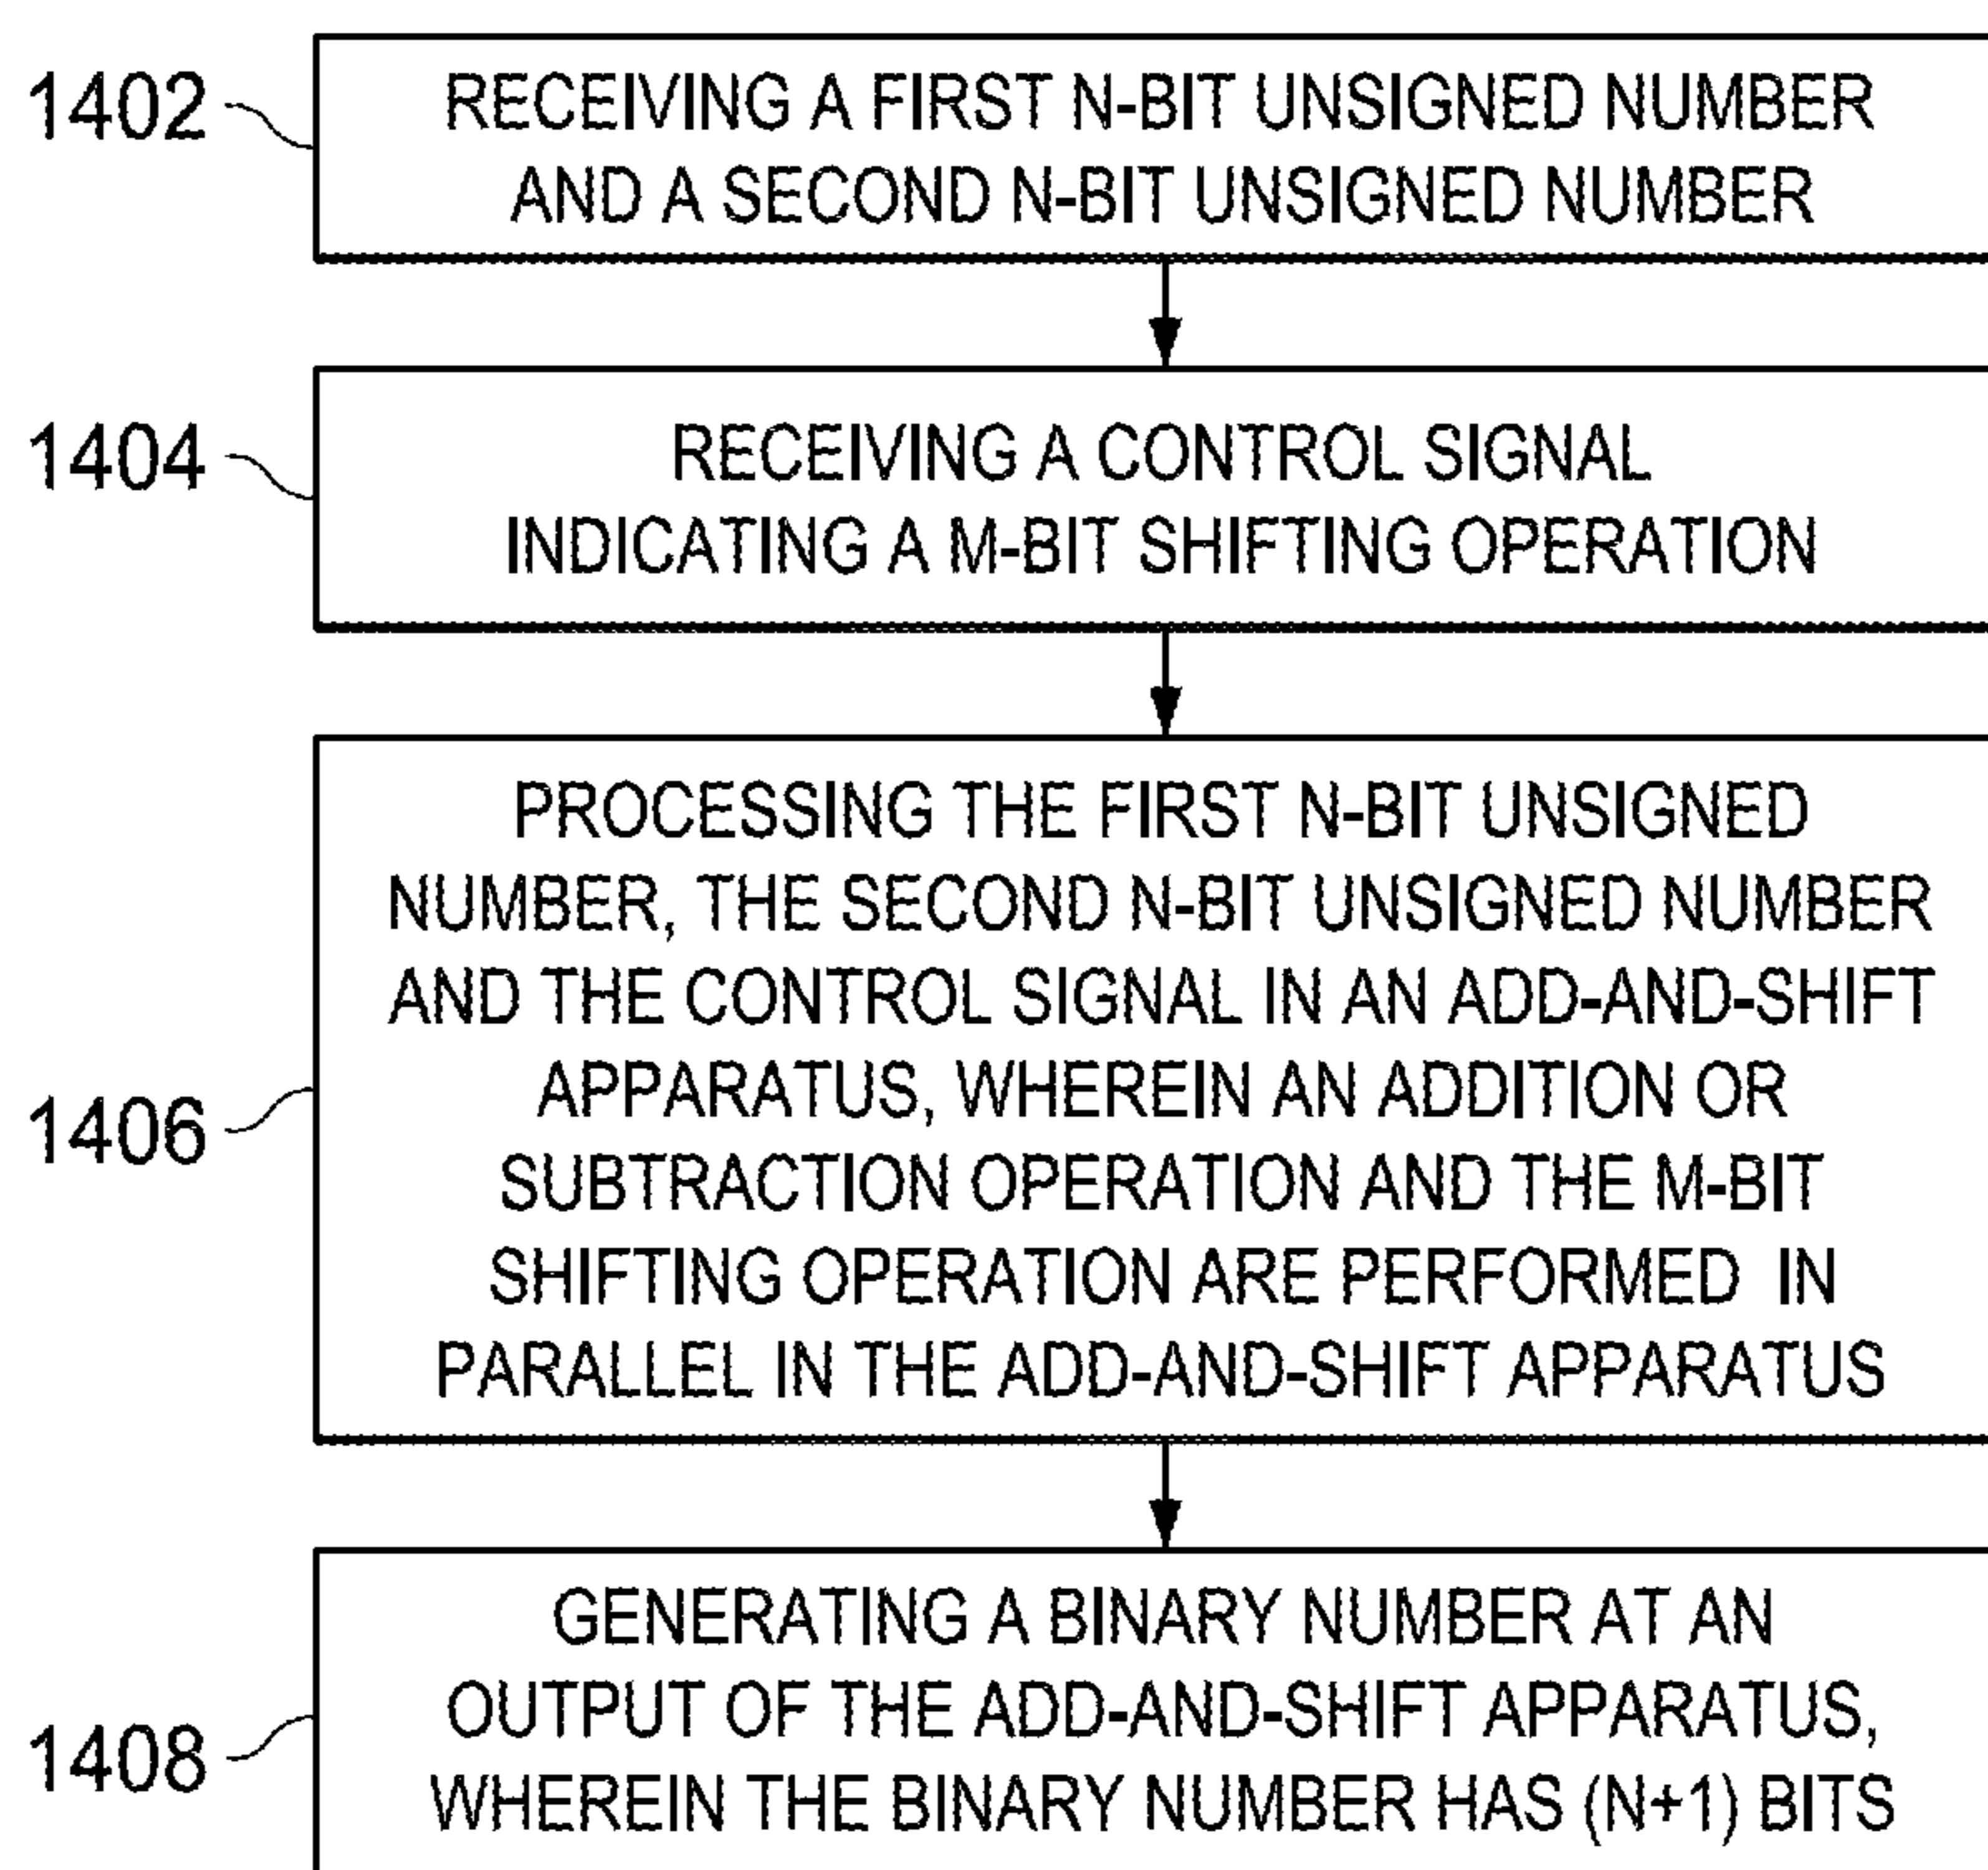 1402
RECEIVING A FIRST N-BIT UNSIGNED NUMBER
AND A SECOND N-BIT UNSIGNED NUMBER
1404
RECEIVING A CONTROL SIGNAL
INDICATING A M-BIT SHIFTING OPERATION
1406
PROCESSING THE FIRST N-BIT UNSIGNED
NUMBER, THE SECOND N-BIT UNSIGNED NUMBER
AND THE CONTROL SIGNAL IN AN ADD-AND-SHIFT
APPARATUS, WHEREIN AN ADDITION OR
SUBTRACTION OPERATION AND THE M-BIT
SHIFTING OPERATION ARE PERFORMED IN
PARALLEL IN THE ADD-AND-SHIFT APPARATUS
1408
GENERATING A BINARY NUMBER AT AN
OUTPUT OF THE ADD-AND-SHIFT APPARATUS,
WHEREIN THE BINARY NUMBER HAS (N+1) BITS